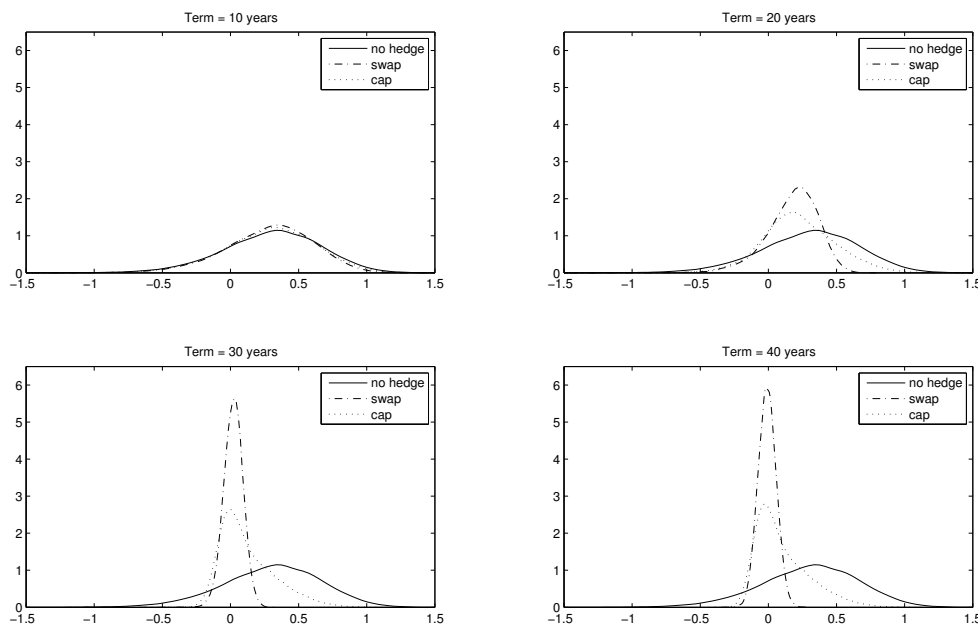 Term = 10 years
6
5
4
3
2
1
0
−1.5 −1 −0.5 0 0.5 1 1.5
no hedge
swap
cap
Term = 20 years
6
5
4
3
2
1
0
−1.5 −1 −0.5 0 0.5 1 1.5
no hedge
swap
cap
Term = 30 years
6
5
4
3
2
1
0
−1.5 −1 −0.5 0 0.5 1 1.5
no hedge
swap
cap
Term = 40 years
6
5
4
3
2
1
0
−1.5 −1 −0.5 0 0.5 1 1.5
no hedge
swap
cap